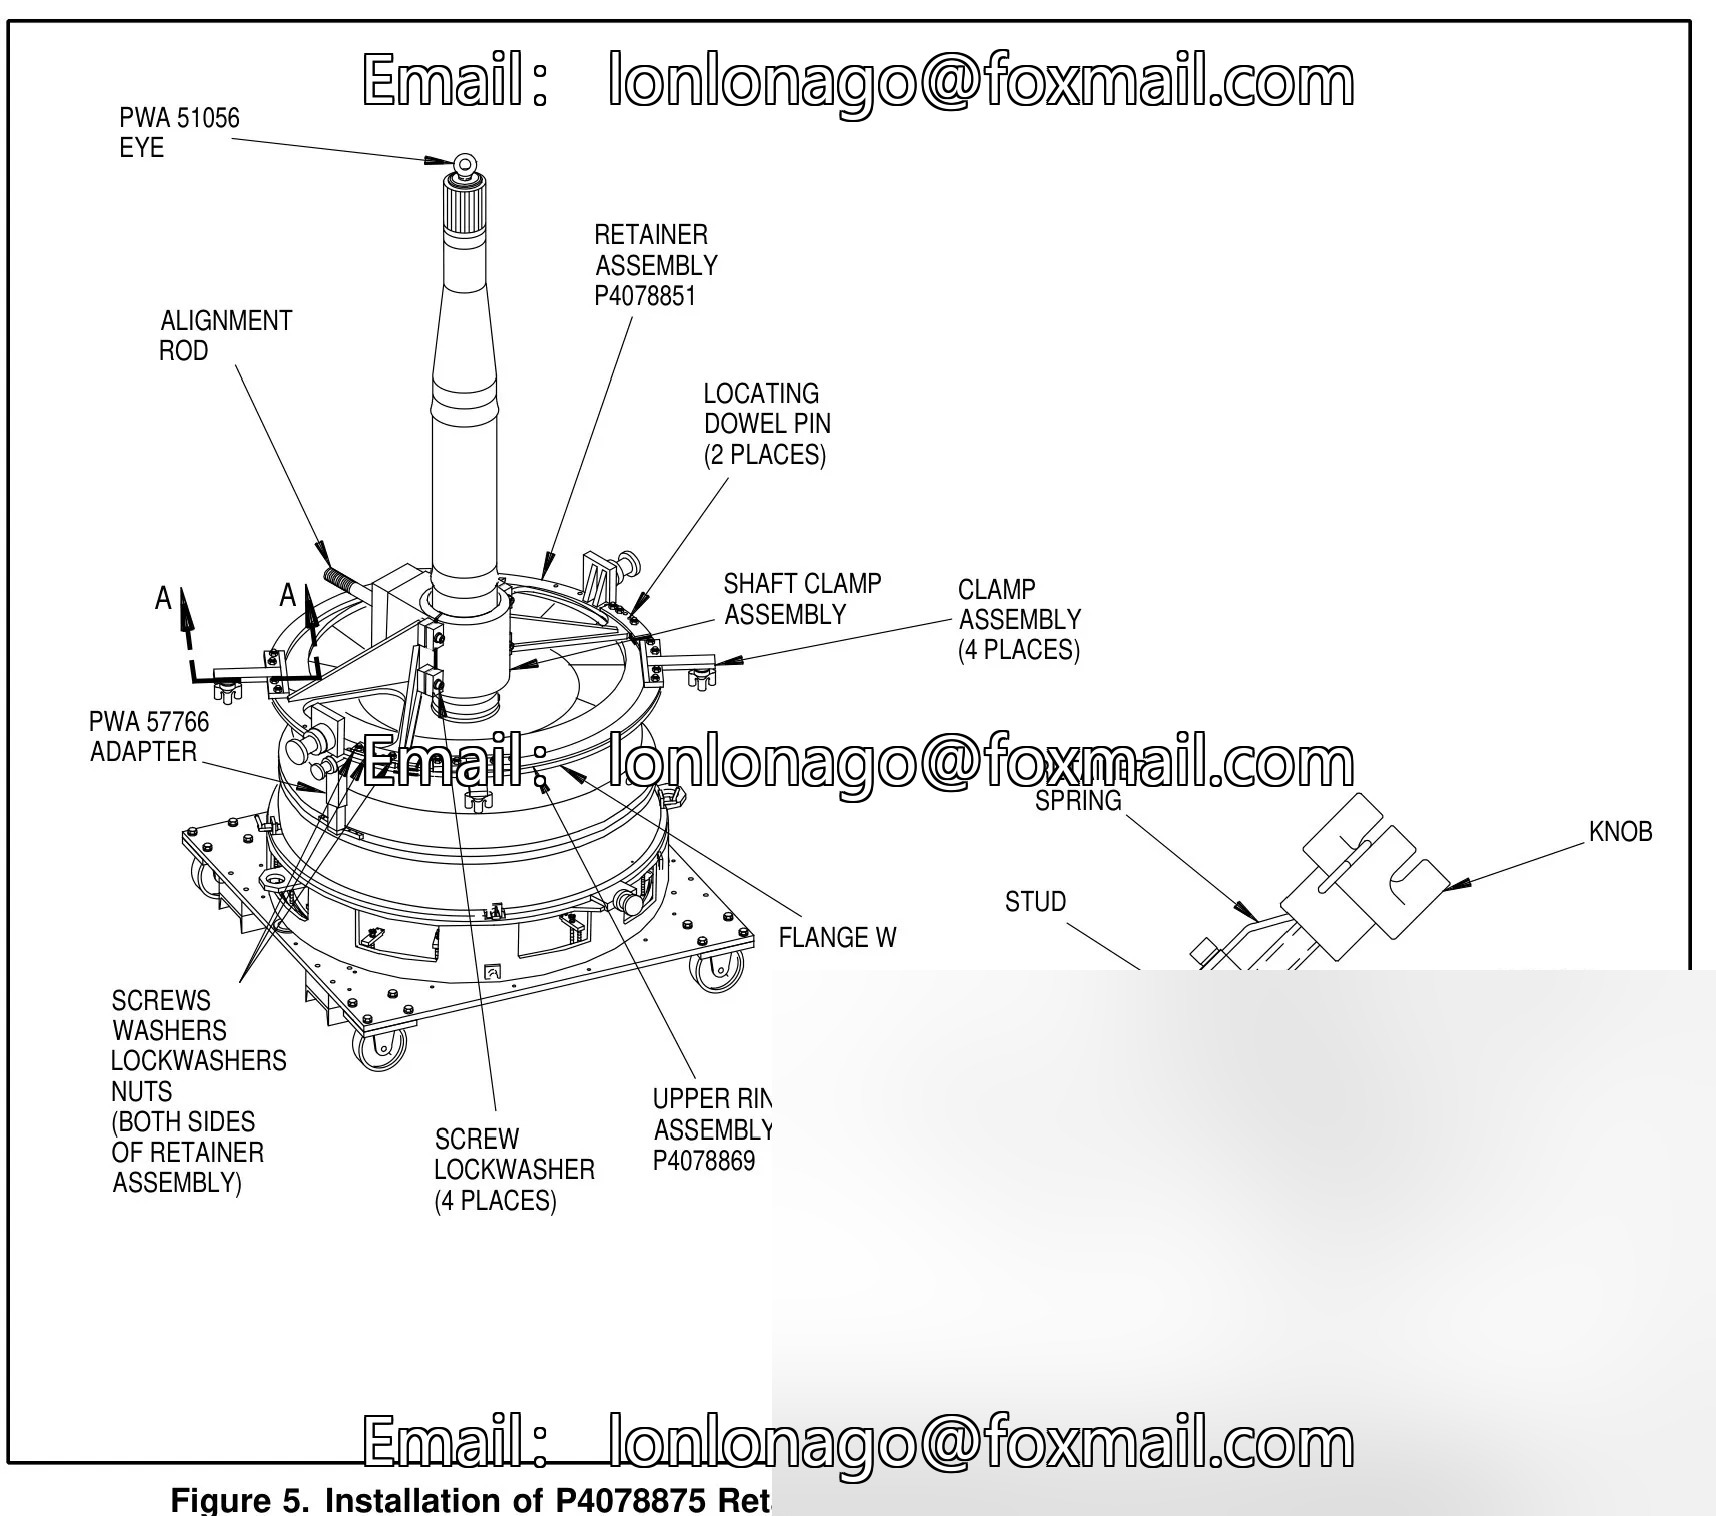 Email: lonlonago@foxmail.com
PWA 51056
EYE
RETAINER
ASSEMBLY
P4078851
ALIGNMENT
ROD
LOCATING
DOWEL PIN
(2 PLACES)
A
A
SHAFT CLAMP
ASSEMBLY
CLAMP
ASSEMBLY
(4 PLACES)
PWA 57766
ADAPTER
Email: lonlonago@foxmail.com
SPRING
KNOB
STUD
FLANGE W
SCREWS
WASHERS
LOCKWASHERS
NUTS
(BOTH SIDES
OF RETAINER
ASSEMBLY)
SCREW
LOCKWASHER
(4 PLACES)
UPPER RIN
ASSEMBLY
P4078869
Email: lonlonago@foxmail.com
Figure 5. Installation of P4078875 Ret